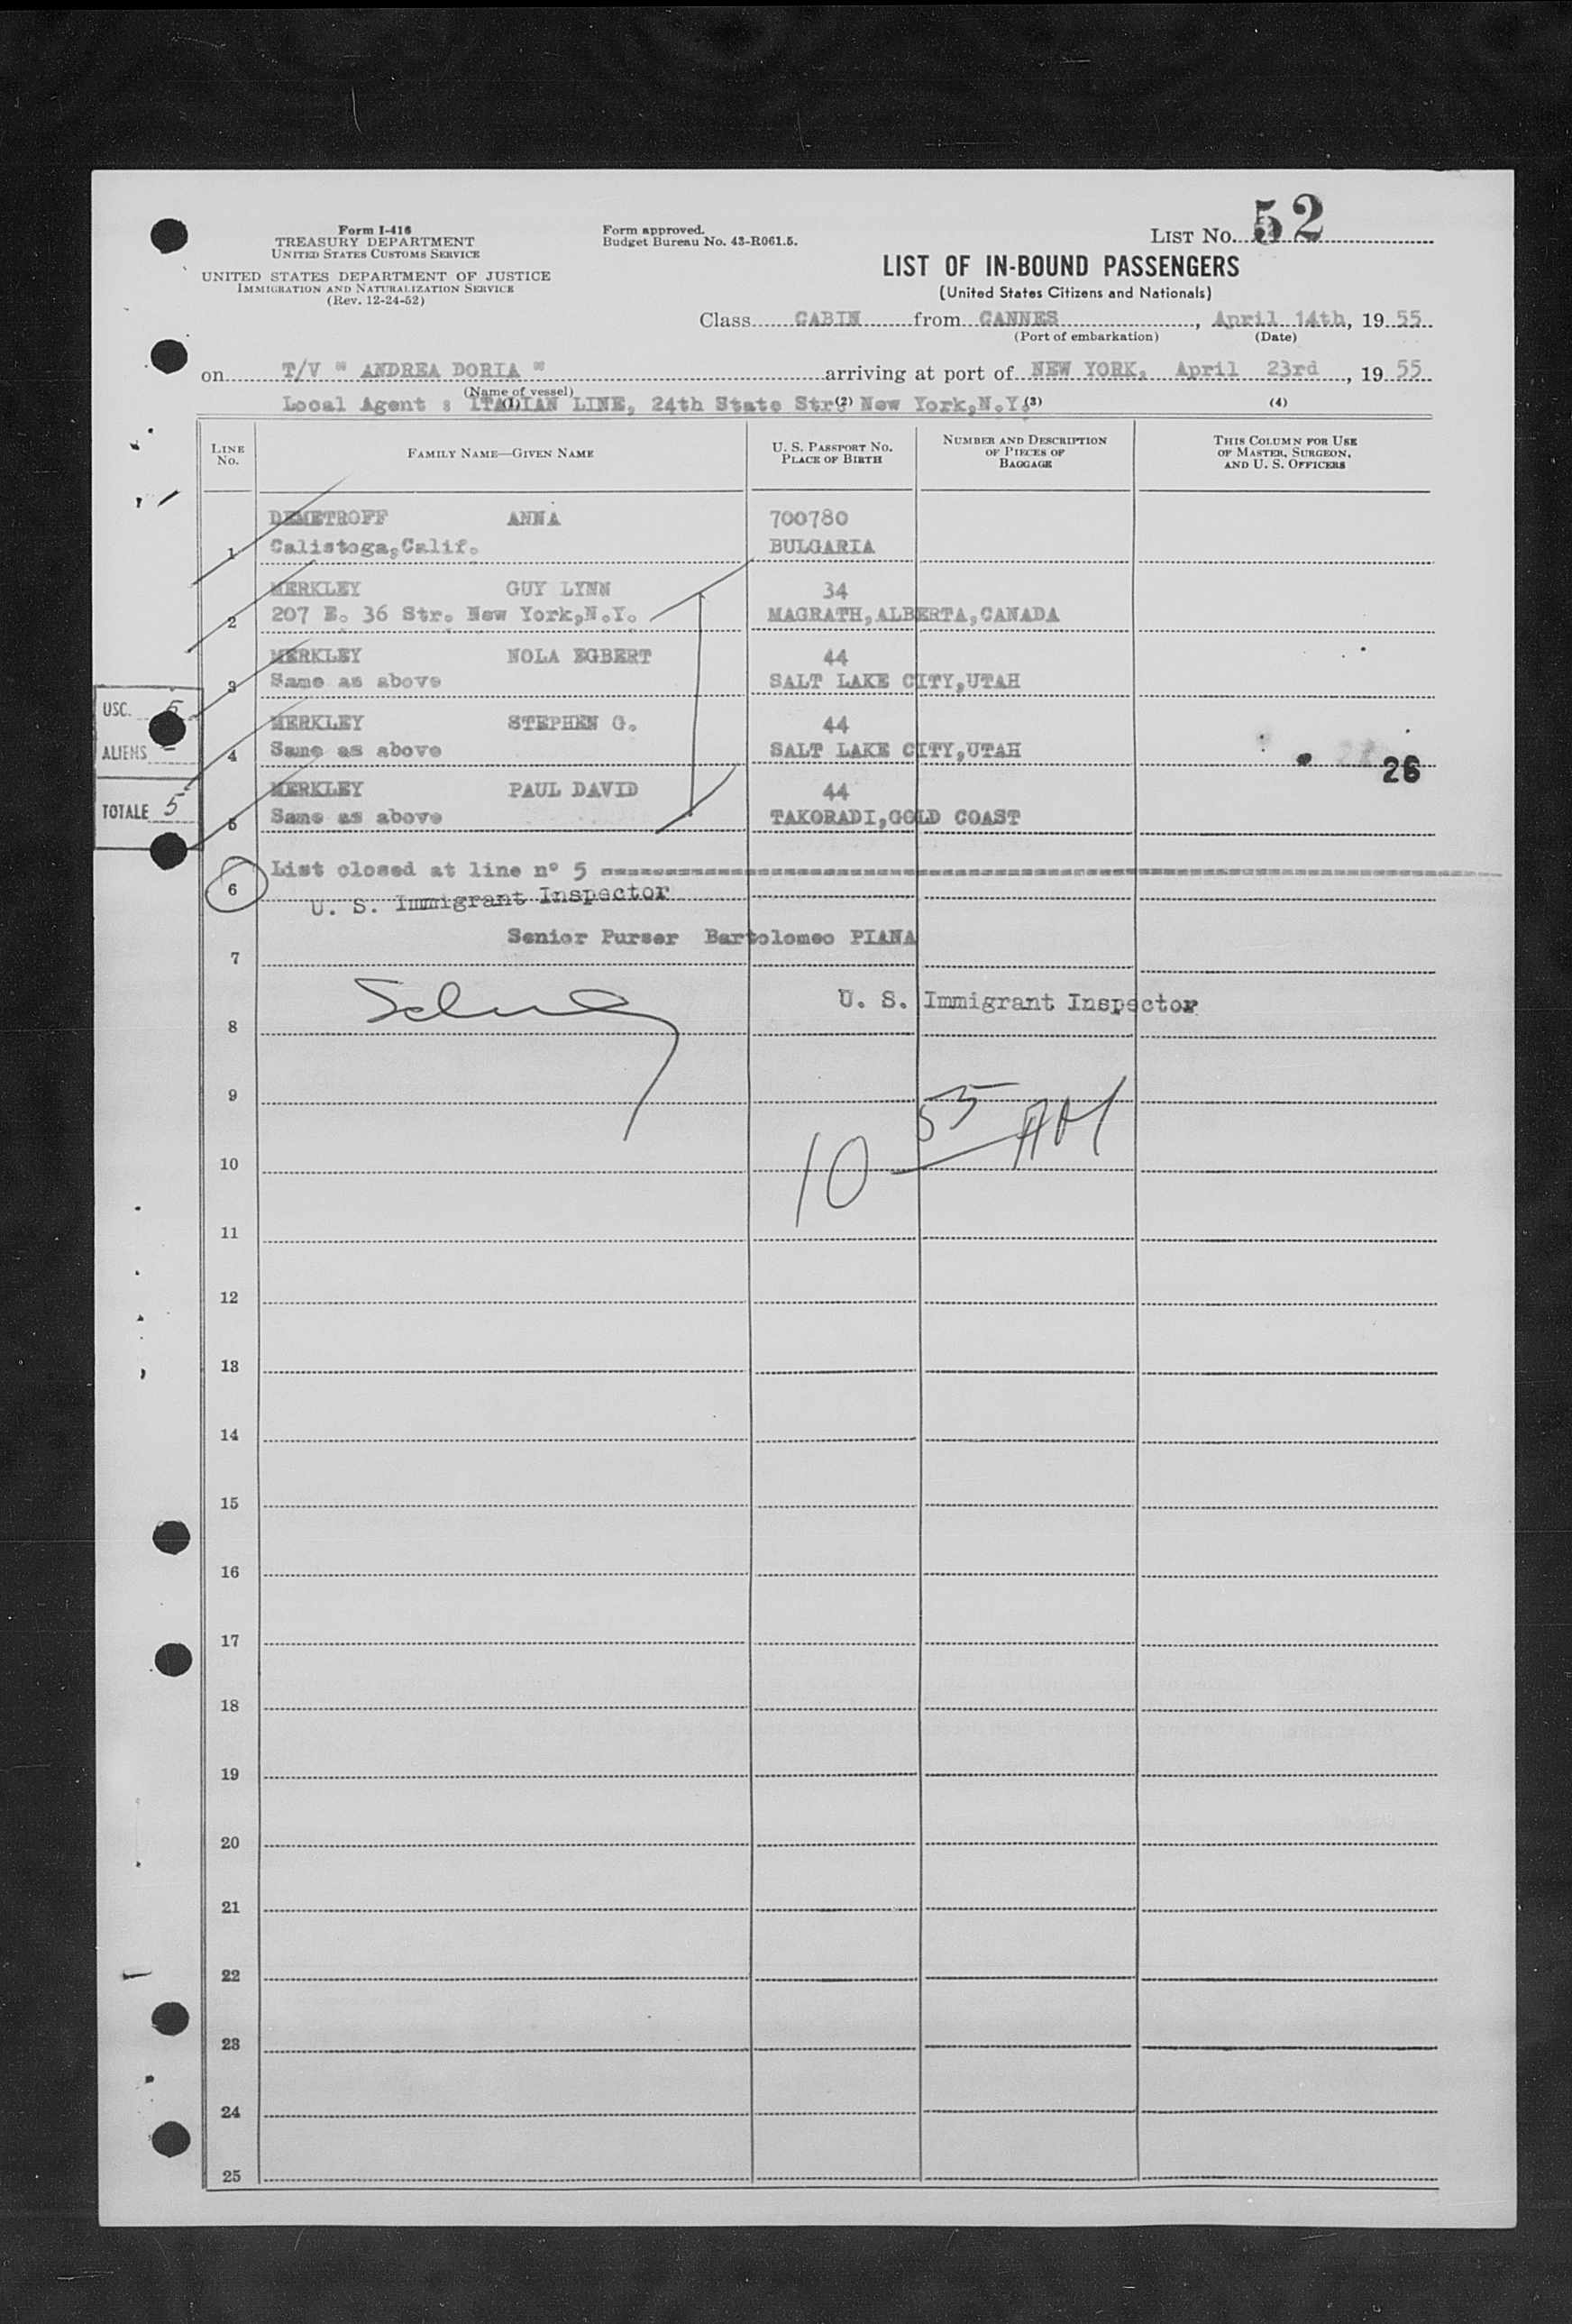 Form I-416
TREASURY DEPARTMENT
UNITED STATES CUSTOMS SERVICE
UNITED STATES DEPARTMENT OF JUSTICE
IMMIGRATION AND NATURALIZATION SERVICE
(Rev. 12-24-52)
Form approved.
Budget Bureau No. 43-R061.5.
LIST No. 52
LIST OF IN-BOUND PASSENGERS
(United States Citizens and Nationals)
Class CABIN from CANNES, April 14th, 19 55
(Port of embarkation) (Date)
on T/V " ANDREA DORIA " arriving at port of NEW YORK, April 23rd, 19 55
(Name of vessel)
Local Agent : ITALIAN LINE, 24th State Str. New York,N.Y.
(1) (2) (3) (4)
LINE No. FAMILY NAME—GIVEN NAME U. S. PASSPORT No. PLACE OF BIRTH NUMBER AND DESCRIPTION OF PIECES OF BAGGAGE THIS COLUMN FOR USE OF MASTER, SURGEON, AND U. S. OFFICERS
DEMETROFF ANNA 700780
1 Calistoga,Calif. BULGARIA
MERKLEY GUY LYNN 34
2 207 E. 36 Str. New York,N.Y. MAGRATH,ALBERTA,CANADA
MERKLEY NOLA EGBERT 44
3 Same as above SALT LAKE CITY,UTAH
USC. 5
MERKLEY STEPHEN G. 44
ALIENS -
4 Same as above SALT LAKE CITY,UTAH
26
MERKLEY PAUL DAVID 44
TOTALE 5
5 Same as above TAKORADI,GOLD COAST
List closed at line nº 5
6
U. S. Immigrant Inspector
Senior Purser Bartolomeo PIANA
7
U. S. Immigrant Inspector
8
9
10 55 AM
10
11
12
13
14
15
16
17
18
19
20
21
22
23
24
25